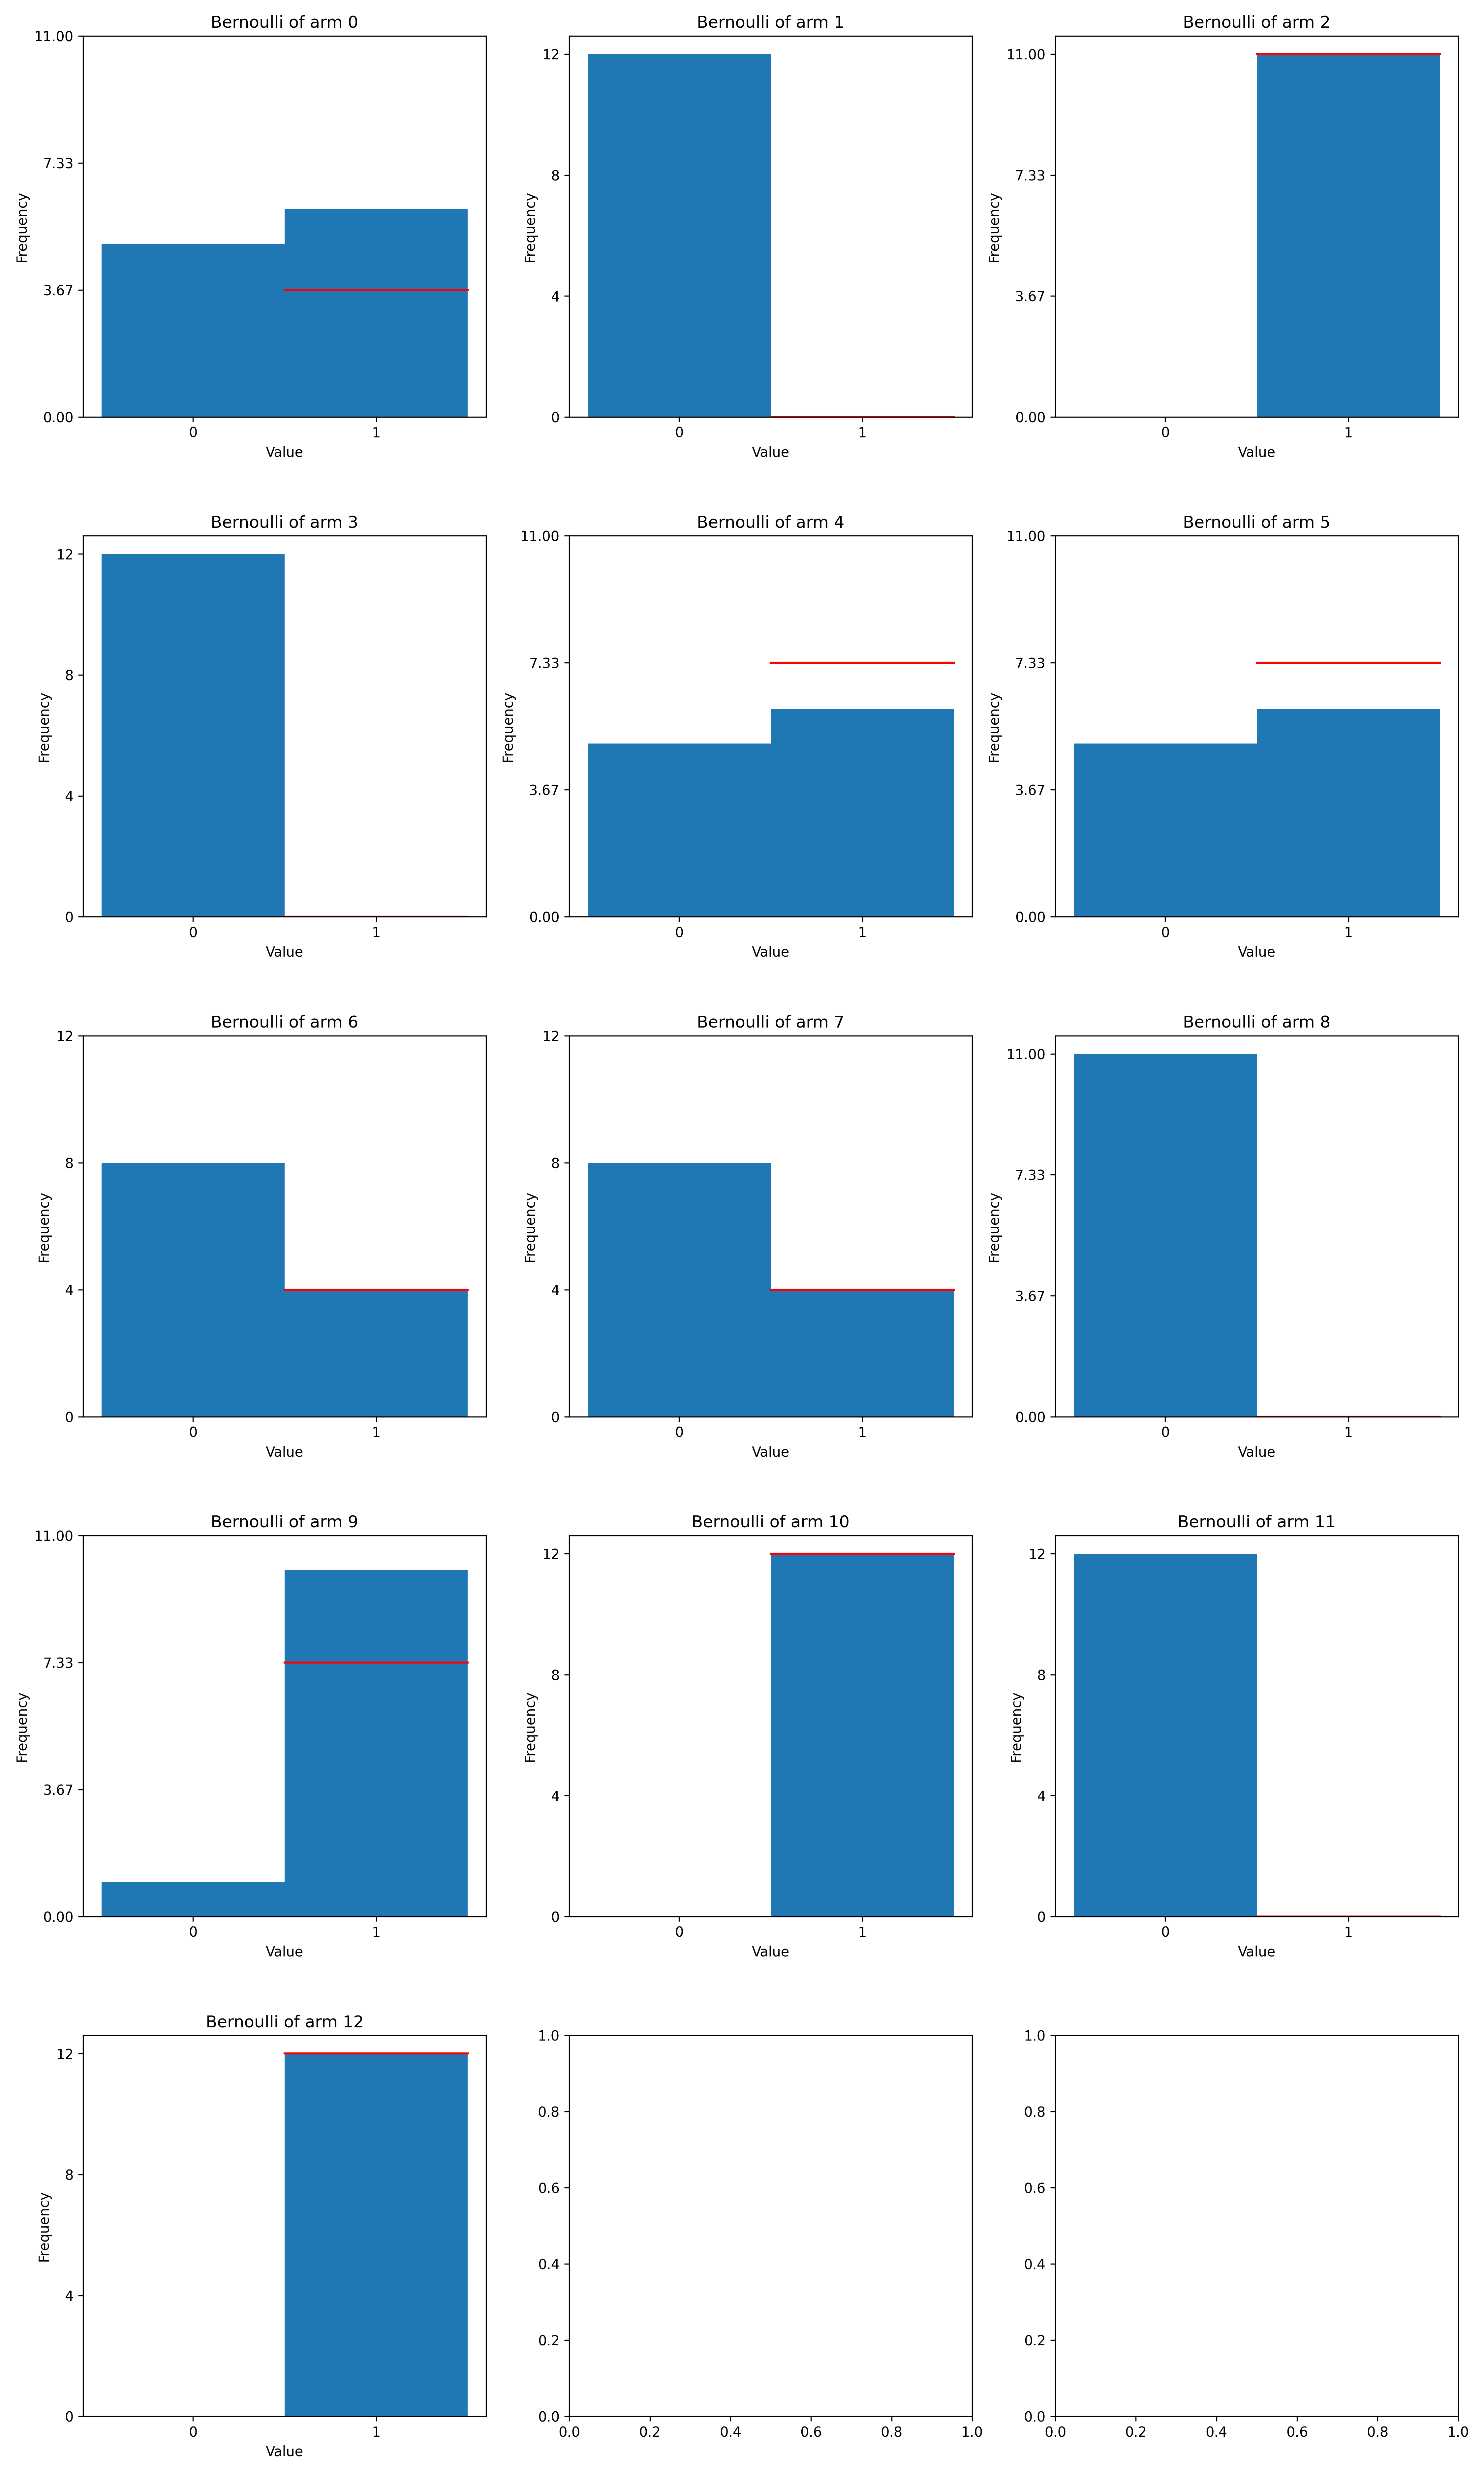 Bernoulli of arm 0
11.00
7.33
3.67
0.00
Frequency
0 1
Value
Bernoulli of arm 1
12
8
4
0
Frequency
0 1
Value
Bernoulli of arm 2
11.00
7.33
3.67
0.00
Frequency
0 1
Value
Bernoulli of arm 3
12
8
4
0
Frequency
0 1
Value
Bernoulli of arm 4
11.00
7.33
3.67
0.00
Frequency
0 1
Value
Bernoulli of arm 5
11.00
7.33
3.67
0.00
Frequency
0 1
Value
Bernoulli of arm 6
12
8
4
0
Frequency
0 1
Value
Bernoulli of arm 7
12
8
4
0
Frequency
0 1
Value
Bernoulli of arm 8
11.00
7.33
3.67
0.00
Frequency
0 1
Value
Bernoulli of arm 9
11.00
7.33
3.67
0.00
Frequency
0 1
Value
Bernoulli of arm 10
12
8
4
0
Frequency
0 1
Value
Bernoulli of arm 11
12
8
4
0
Frequency
0 1
Value
Bernoulli of arm 12
12
8
4
0
Frequency
0 1
Value
1.0
0.8
0.6
0.4
0.2
0.0
0.0 0.2 0.4 0.6 0.8 1.0
1.0
0.8
0.6
0.4
0.2
0.0
0.0 0.2 0.4 0.6 0.8 1.0